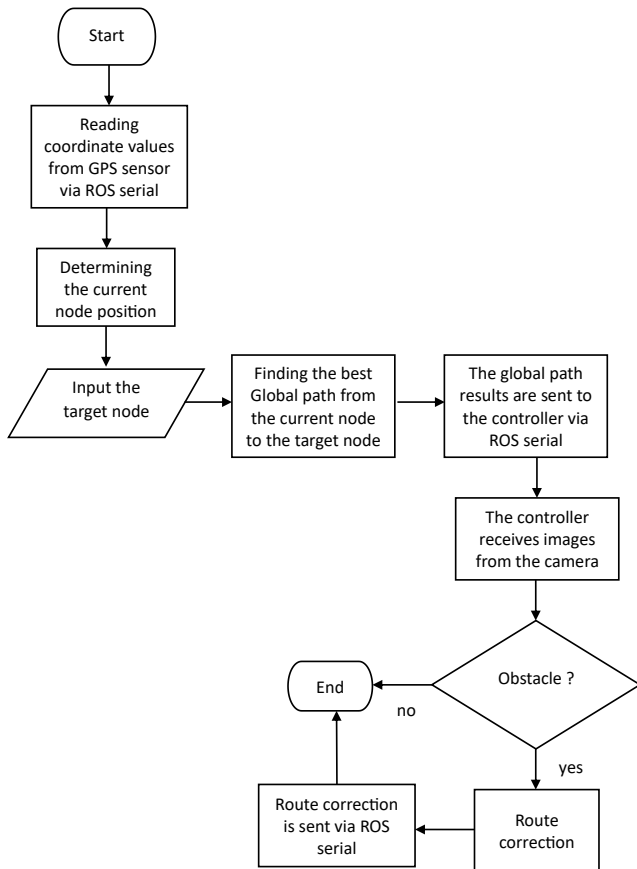 Start
Reading
coordinate values
from GPS sensor
via ROS serial
Determining
the current
node position
Input the
target node
Finding the best
Global path from
the current node
to the target node
The global path
results are sent to
the controller via
ROS serial
The controller
receives images
from the camera
Obstacle ?
no
End
yes
Route
correction
Route correction
is sent via ROS
serial